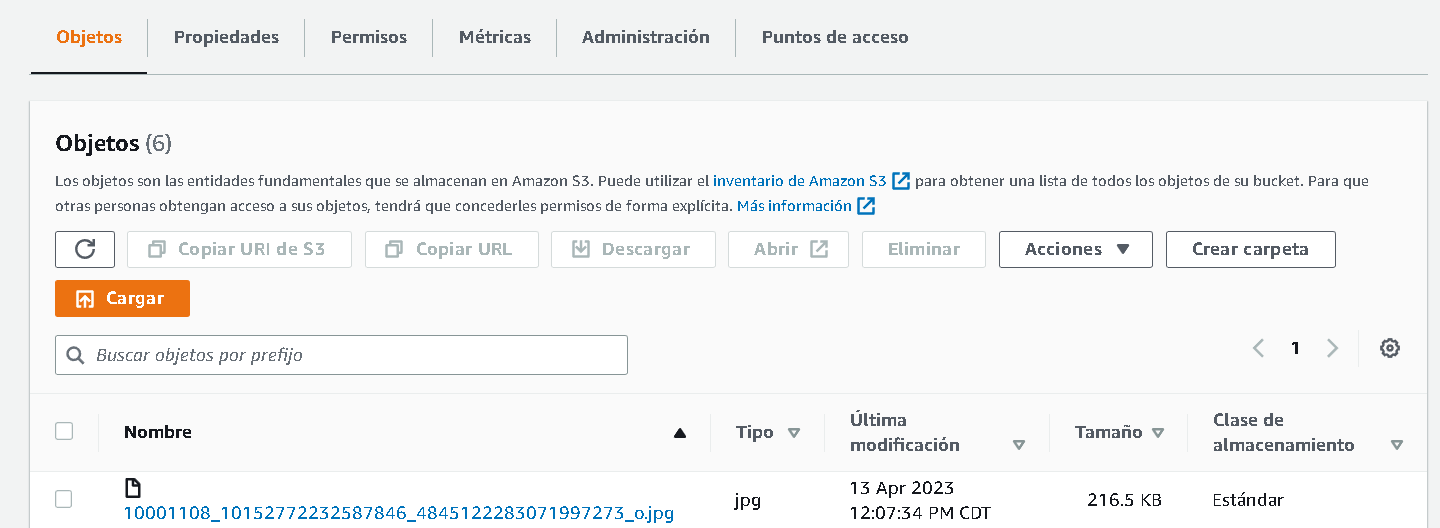 Objetos Propiedades Permisos Métricas Administración Puntos de acceso
Objetos (6)
Los objetos son las entidades fundamentales que se almacenan en Amazon S3. Puede utilizar el inventario de Amazon S3 para obtener una lista de todos los objetos de su bucket. Para que
otras personas obtengan acceso a sus objetos, tendrá que concederles permisos de forma explícita. Más información
Copiar URI de S3 Copiar URL Descargar Abrir Eliminar Acciones Crear carpeta
Cargar
Buscar objetos por prefijo
1
Nombre Tipo Última modificación Tamaño Clase de almacenamiento
10001108_10152772232587846_4845122283071997273_o.jpg jpg 13 Apr 2023 12:07:34 PM CDT 216.5 KB Estándar